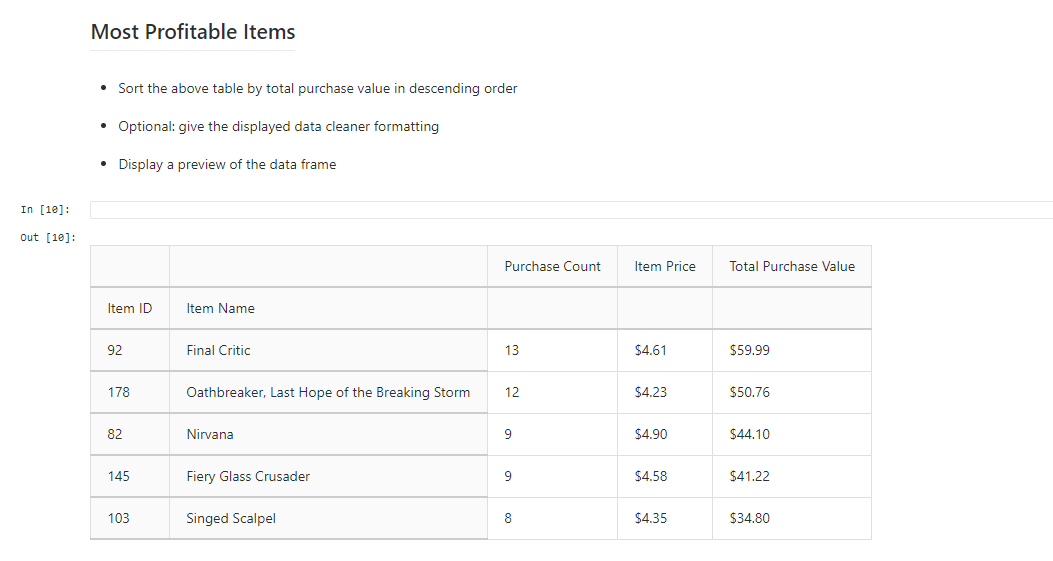 Most Profitable Items
Sort the above table by total purchase value in descending order
Optional: give the displayed data cleaner formatting
Display a preview of the data frame
In [10]:
Out [10]:
Purchase Count Item Price Total Purchase Value
Item ID Item Name
92 Final Critic 13 $4.61 $59.99
178 Oathbreaker, Last Hope of the Breaking Storm 12 $4.23 $50.76
82 Nirvana 9 $4.90 $44.10
145 Fiery Glass Crusader 9 $4.58 $41.22
103 Singed Scalpel 8 $4.35 $34.80